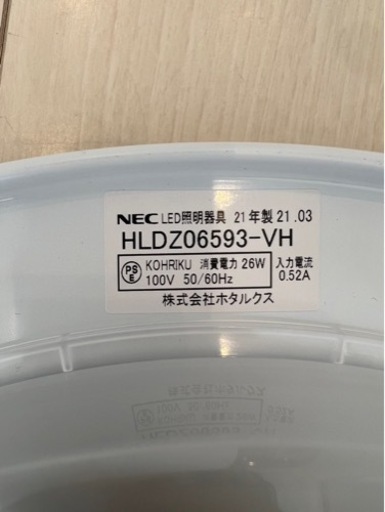 NEC LED照明器具 21年製 21.03
HLDZ06593-VH
PSE KOHRIKU 消費電力 26W 入力電流
100V 50/60Hz 0.52A
株式会社ホタルクス